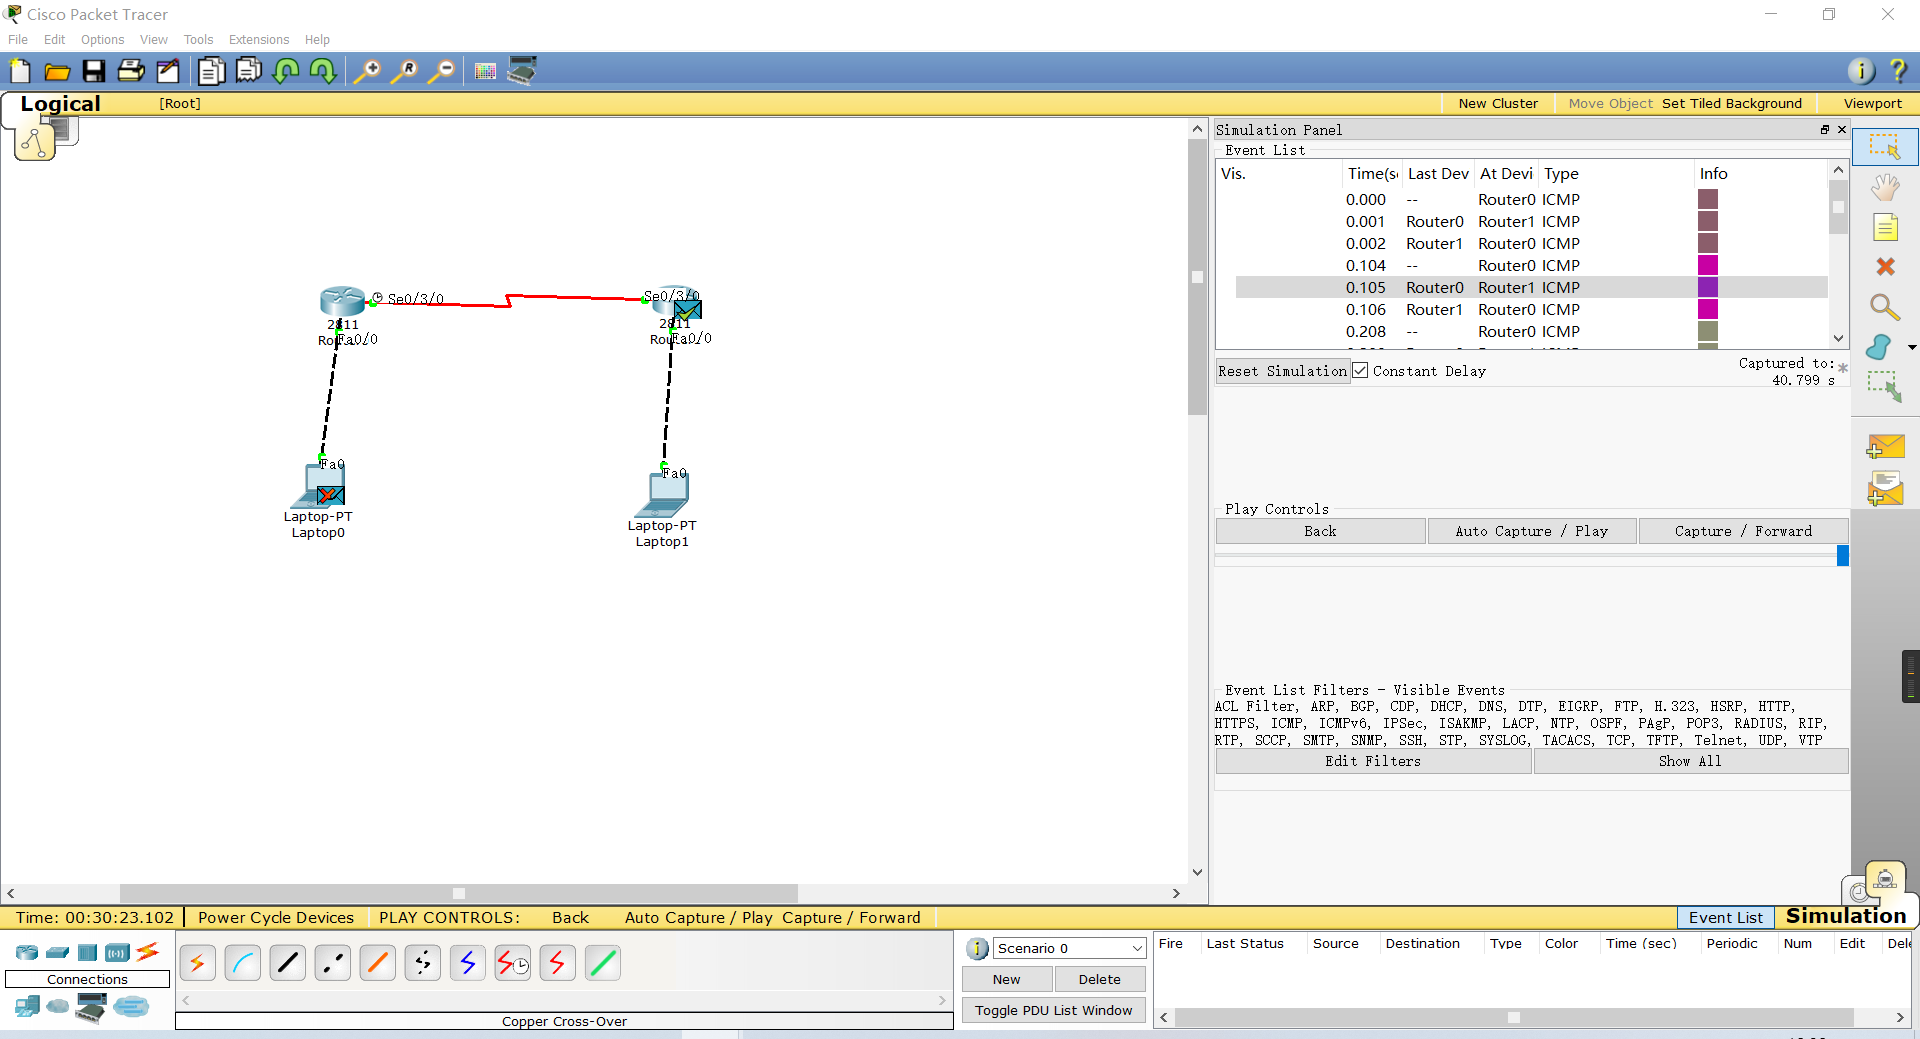 Cisco Packet Tracer
File Edit Options View Tools Extensions Help
Logical [Root] New Cluster Move Object Set Tiled Background Viewport
Simulation Panel
Event List
Vis. Time(s Last Dev At Devi Type Info
0.000 -- Router0 ICMP
0.001 Router0 Router1 ICMP
0.002 Router1 Router0 ICMP
0.104 -- Router0 ICMP
0.105 Router0 Router1 ICMP
0.106 Router1 Router0 ICMP
0.208 -- Router0 ICMP
Reset Simulation Constant Delay Captured to:
40.799 s
Se0/3/0
2811
Fa0/0
Se0/3/0
2811
Fa0/0
Fa0
Laptop-PT
Laptop0
Fa0
Laptop-PT
Laptop1
Play Controls
Back Auto Capture / Play Capture / Forward
Event List Filters - Visible Events
ACL Filter, ARP, BGP, CDP, DHCP, DNS, DTP, EIGRP, FTP, H.323, HSRP, HTTP,
HTTPS, ICMP, ICMPv6, IPSec, ISAKMP, LACP, NTP, OSPF, PAgP, POP3, RADIUS, RIP,
RTP, SCCP, SMTP, SNMP, SSH, STP, SYSLOG, TACACS, TCP, TFTP, Telnet, UDP, VTP
Edit Filters Show All
Time: 00:30:23.102 Power Cycle Devices PLAY CONTROLS: Back Auto Capture / Play Capture / Forward Event List Simulation
Connections
Copper Cross-Over
Scenario 0
New Delete
Toggle PDU List Window
Fire Last Status Source Destination Type Color Time (sec) Periodic Num Edit Dele